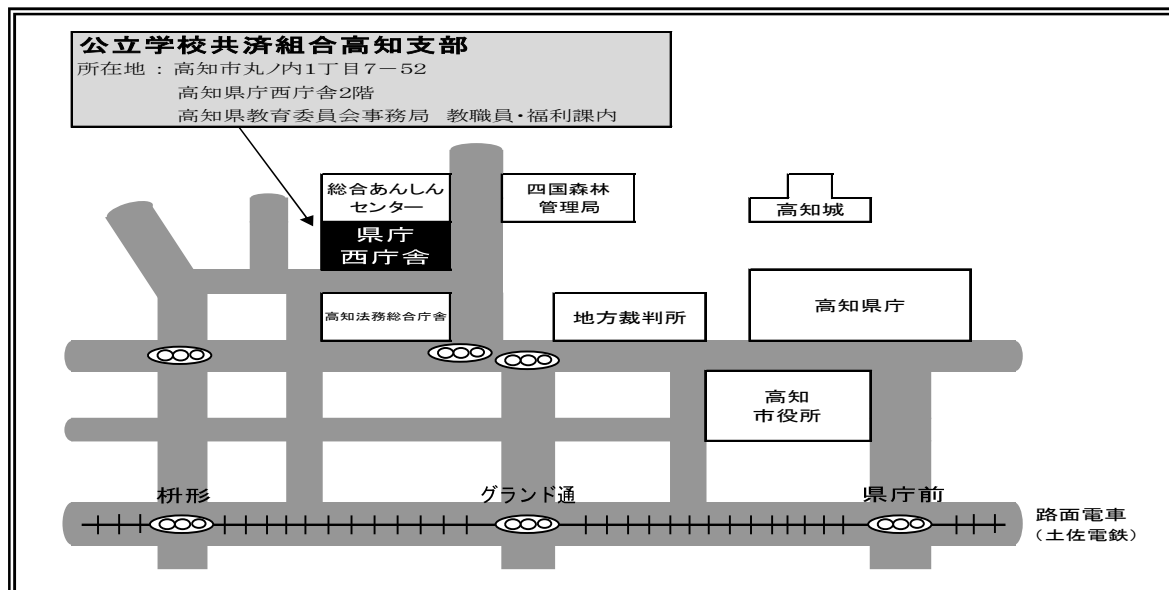 公立学校共済組合高知支部
所在地 : 高知市丸ノ内1丁目7-52
高知県庁西庁舎2階
高知県教育委員会事務局 教職員・福利課内
総合あんしん
センター
四国森林
管理局
高知城
県庁
西庁舎
高知法務総合庁舎
地方裁判所
高知県庁
高知
市役所
枡形
グランド通
県庁前
路面電車
(土佐電鉄)